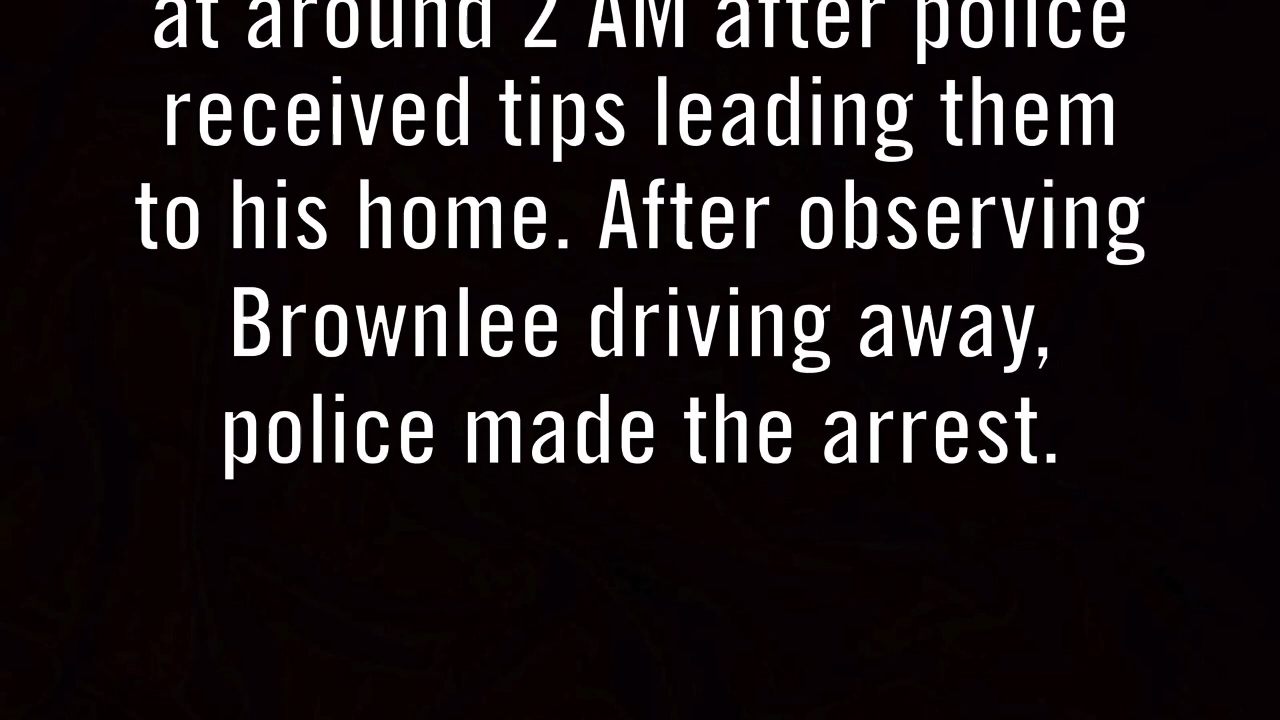 at around 2 AM after police
received tips leading them
to his home. After observing
Brownlee driving away,
police made the arrest.